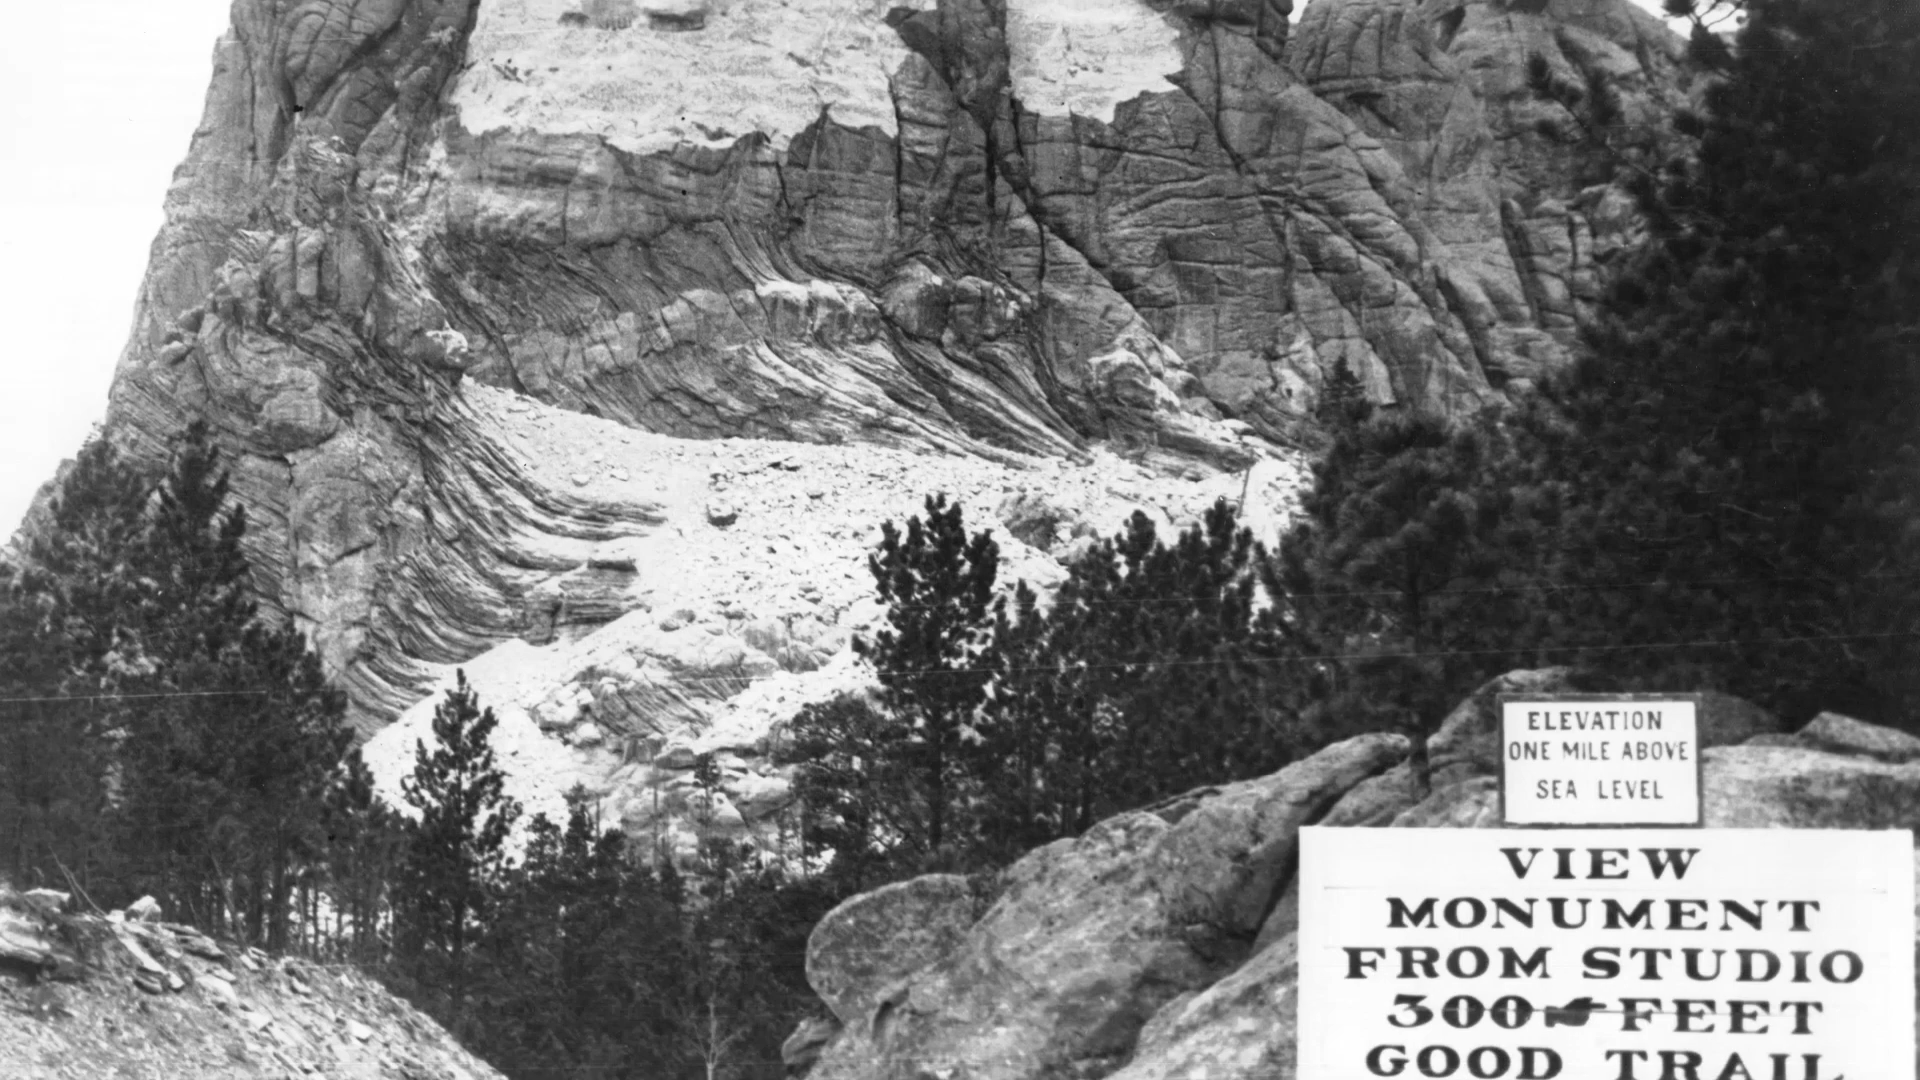 ELEVATION
ONE MILE ABOVE
SEA LEVEL
VIEW
MONUMENT
FROM STUDIO
300 FEET
GOOD TRAIL